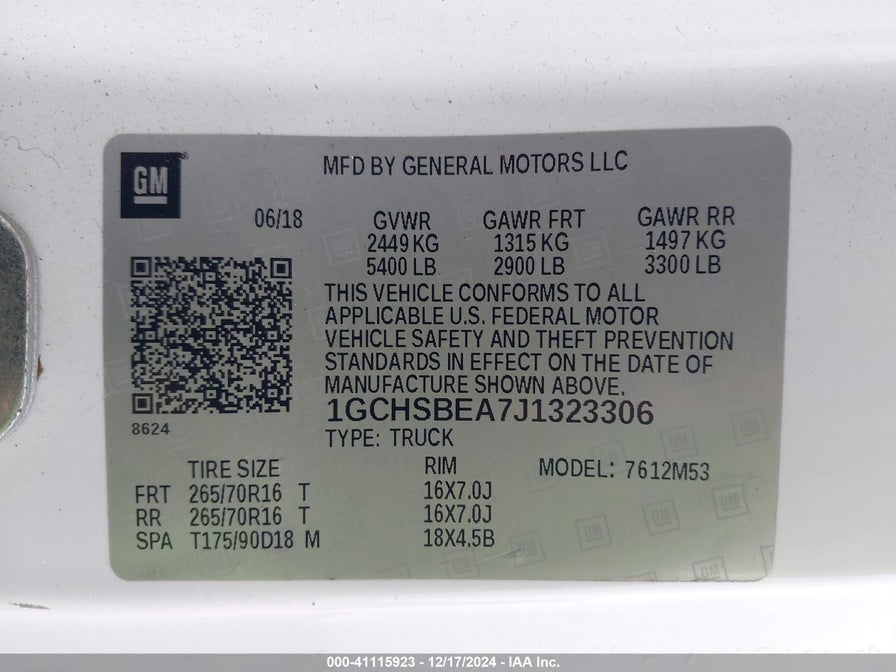 GM
MFD BY GENERAL MOTORS LLC
06/18 GVWR GAWR FRT GAWR RR
2449 KG 1315 KG 1497 KG
5400 LB 2900 LB 3300 LB
THIS VEHICLE CONFORMS TO ALL
APPLICABLE U.S. FEDERAL MOTOR
VEHICLE SAFETY AND THEFT PREVENTION
STANDARDS IN EFFECT ON THE DATE OF
MANUFACTURE SHOWN ABOVE.
1GCHSBEA7J1323306
8624
TYPE: TRUCK
TIRE SIZE RIM MODEL: 7612M53
FRT 265/70R16 T 16X7.0J
RR 265/70R16 T 16X7.0J
SPA T175/90D18 M 18X4.5B
000-41115923 - 12/17/2024 - IAA Inc.